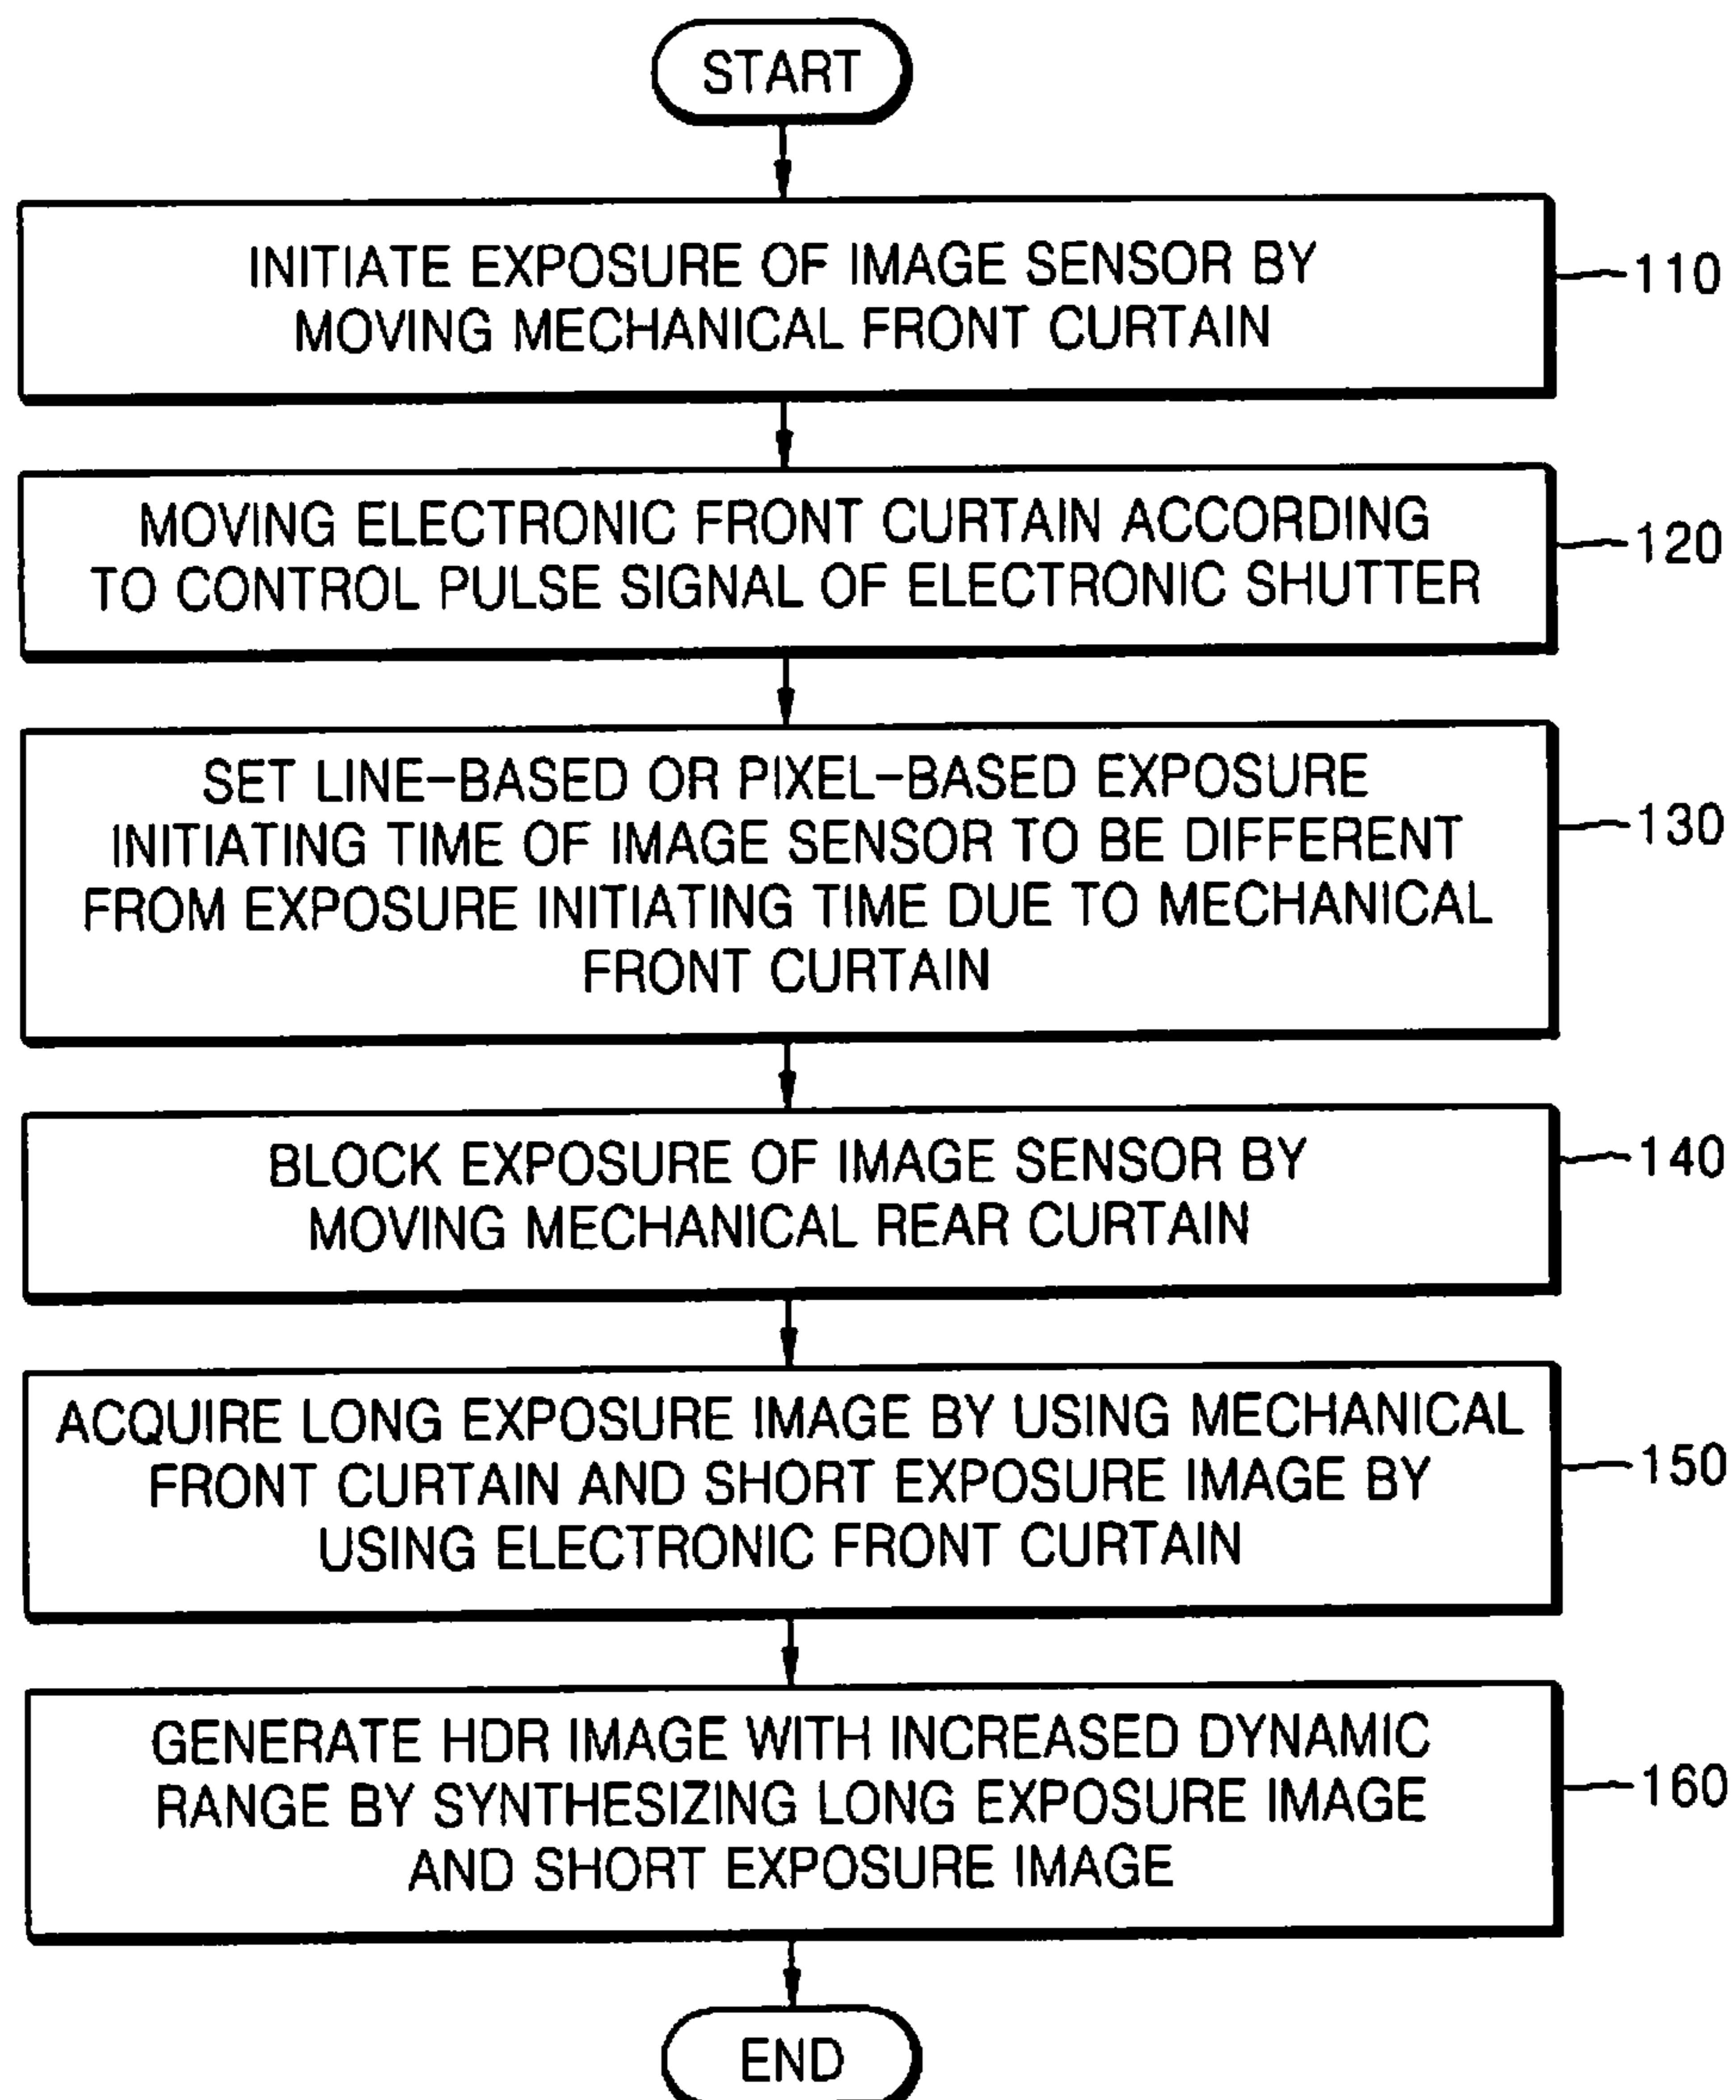 START
INITIATE EXPOSURE OF IMAGE SENSOR BY
MOVING MECHANICAL FRONT CURTAIN
110
MOVING ELECTRONIC FRONT CURTAIN ACCORDING
TO CONTROL PULSE SIGNAL OF ELECTRONIC SHUTTER
120
SET LINE-BASED OR PIXEL-BASED EXPOSURE
INITIATING TIME OF IMAGE SENSOR TO BE DIFFERENT
FROM EXPOSURE INITIATING TIME DUE TO MECHANICAL
FRONT CURTAIN
130
BLOCK EXPOSURE OF IMAGE SENSOR BY
MOVING MECHANICAL REAR CURTAIN
140
ACQUIRE LONG EXPOSURE IMAGE BY USING MECHANICAL
FRONT CURTAIN AND SHORT EXPOSURE IMAGE BY
USING ELECTRONIC FRONT CURTAIN
150
GENERATE HDR IMAGE WITH INCREASED DYNAMIC
RANGE BY SYNTHESIZING LONG EXPOSURE IMAGE
AND SHORT EXPOSURE IMAGE
160
END